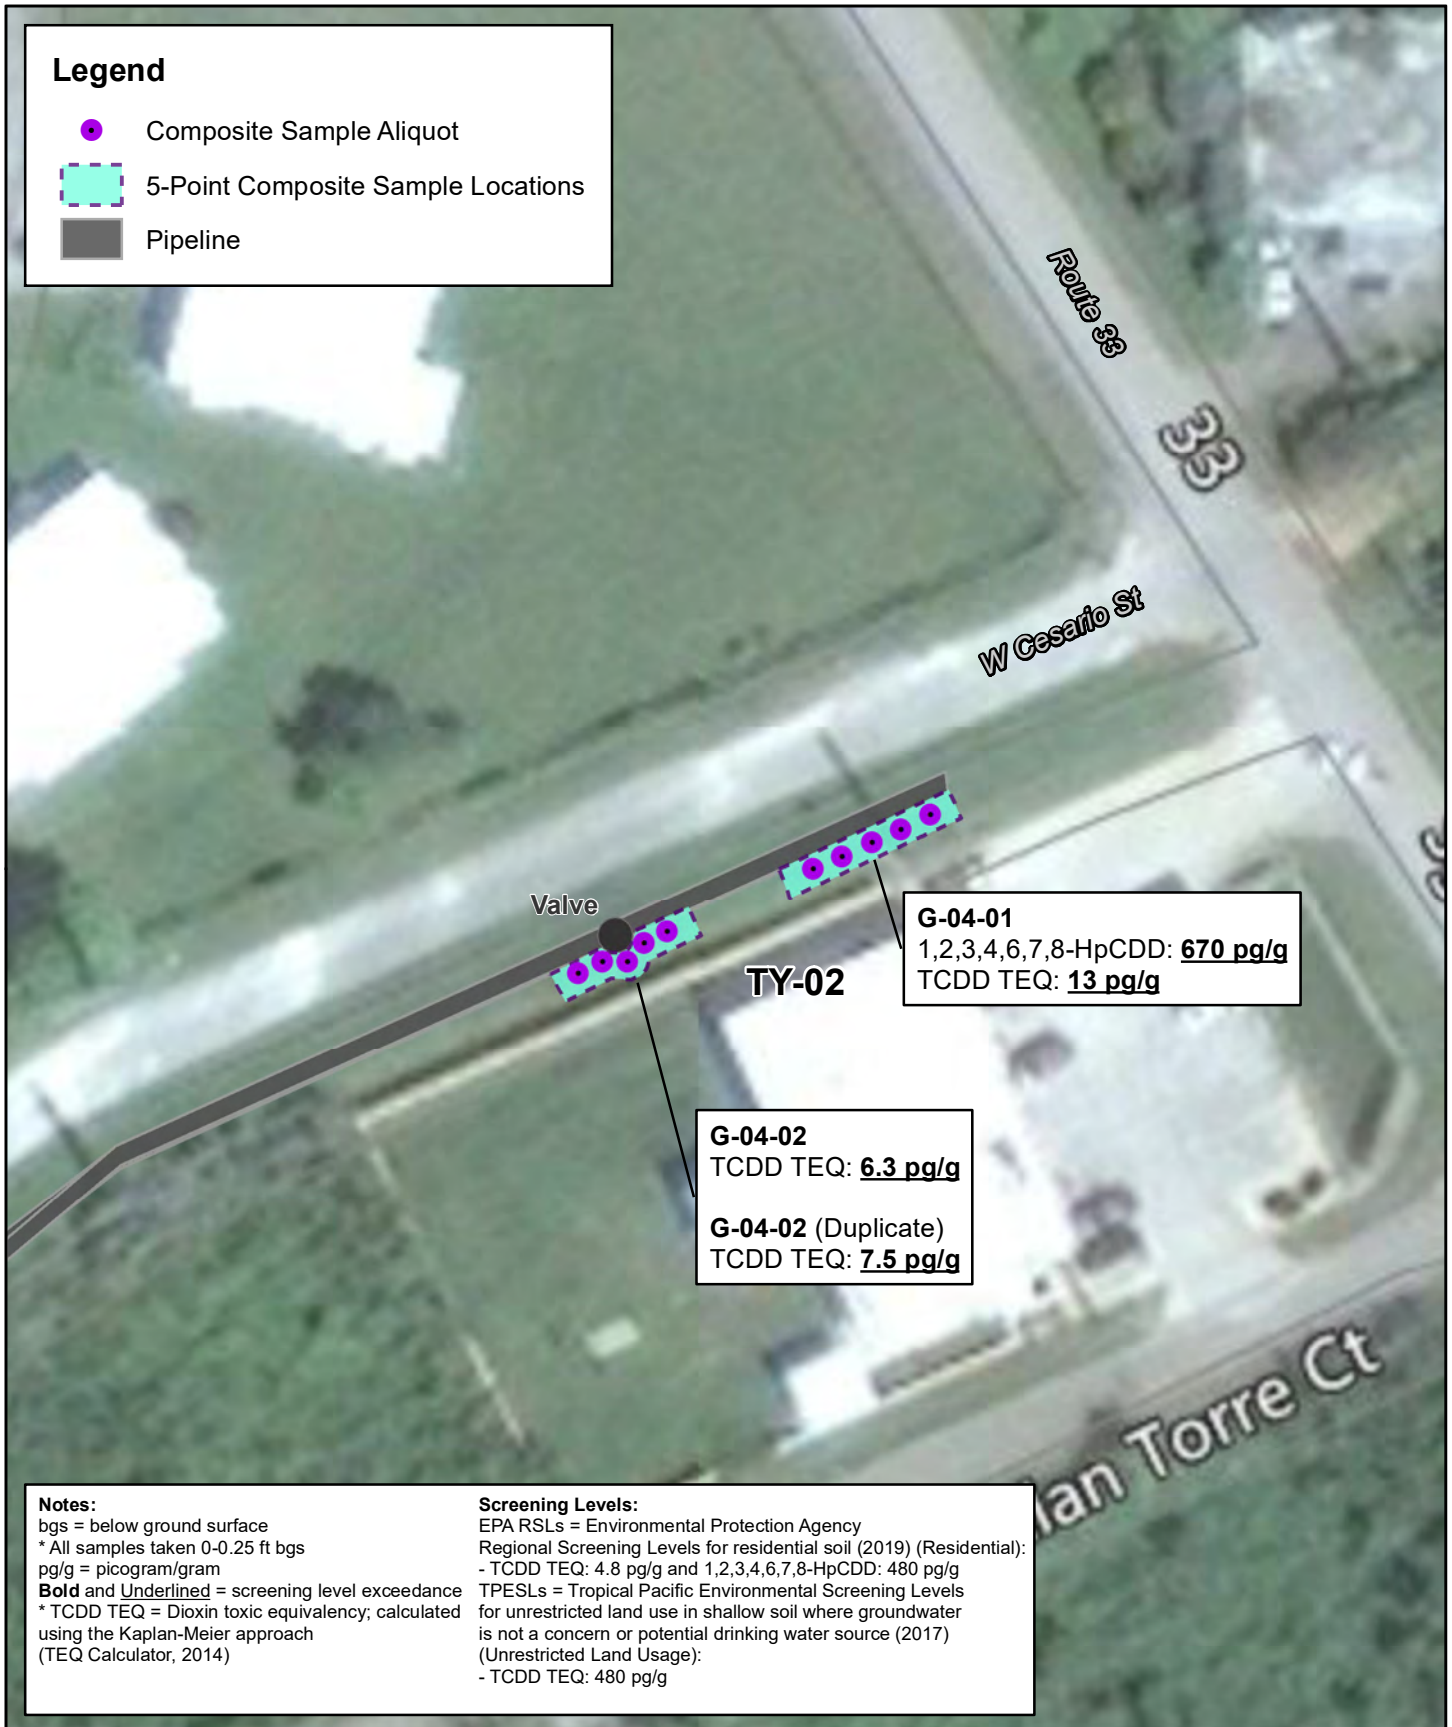 Legend
Composite Sample Aliquot
5-Point Composite Sample Locations
Pipeline
Route 33
33
W Cesario St
Valve
TY-02
G-04-01
1,2,3,4,6,7,8-HpCDD: 670 pg/g
TCDD TEQ: 13 pg/g
G-04-02
TCDD TEQ: 6.3 pg/g
G-04-02 (Duplicate)
TCDD TEQ: 7.5 pg/g
Torre Ct
Notes:
bgs = below ground surface
* All samples taken 0-0.25 ft bgs
pg/g = picogram/gram
Bold and Underlined = screening level exceedance
* TCDD TEQ = Dioxin toxic equivalency; calculated
using the Kaplan-Meier approach
(TEQ Calculator, 2014)
Screening Levels:
EPA RSLs = Environmental Protection Agency
Regional Screening Levels for residential soil (2019) (Residential):
- TCDD TEQ: 4.8 pg/g and 1,2,3,4,6,7,8-HpCDD: 480 pg/g
TPESLs = Tropical Pacific Environmental Screening Levels
for unrestricted land use in shallow soil where groundwater
is not a concern or potential drinking water source (2017)
(Unrestricted Land Usage):
- TCDD TEQ: 480 pg/g